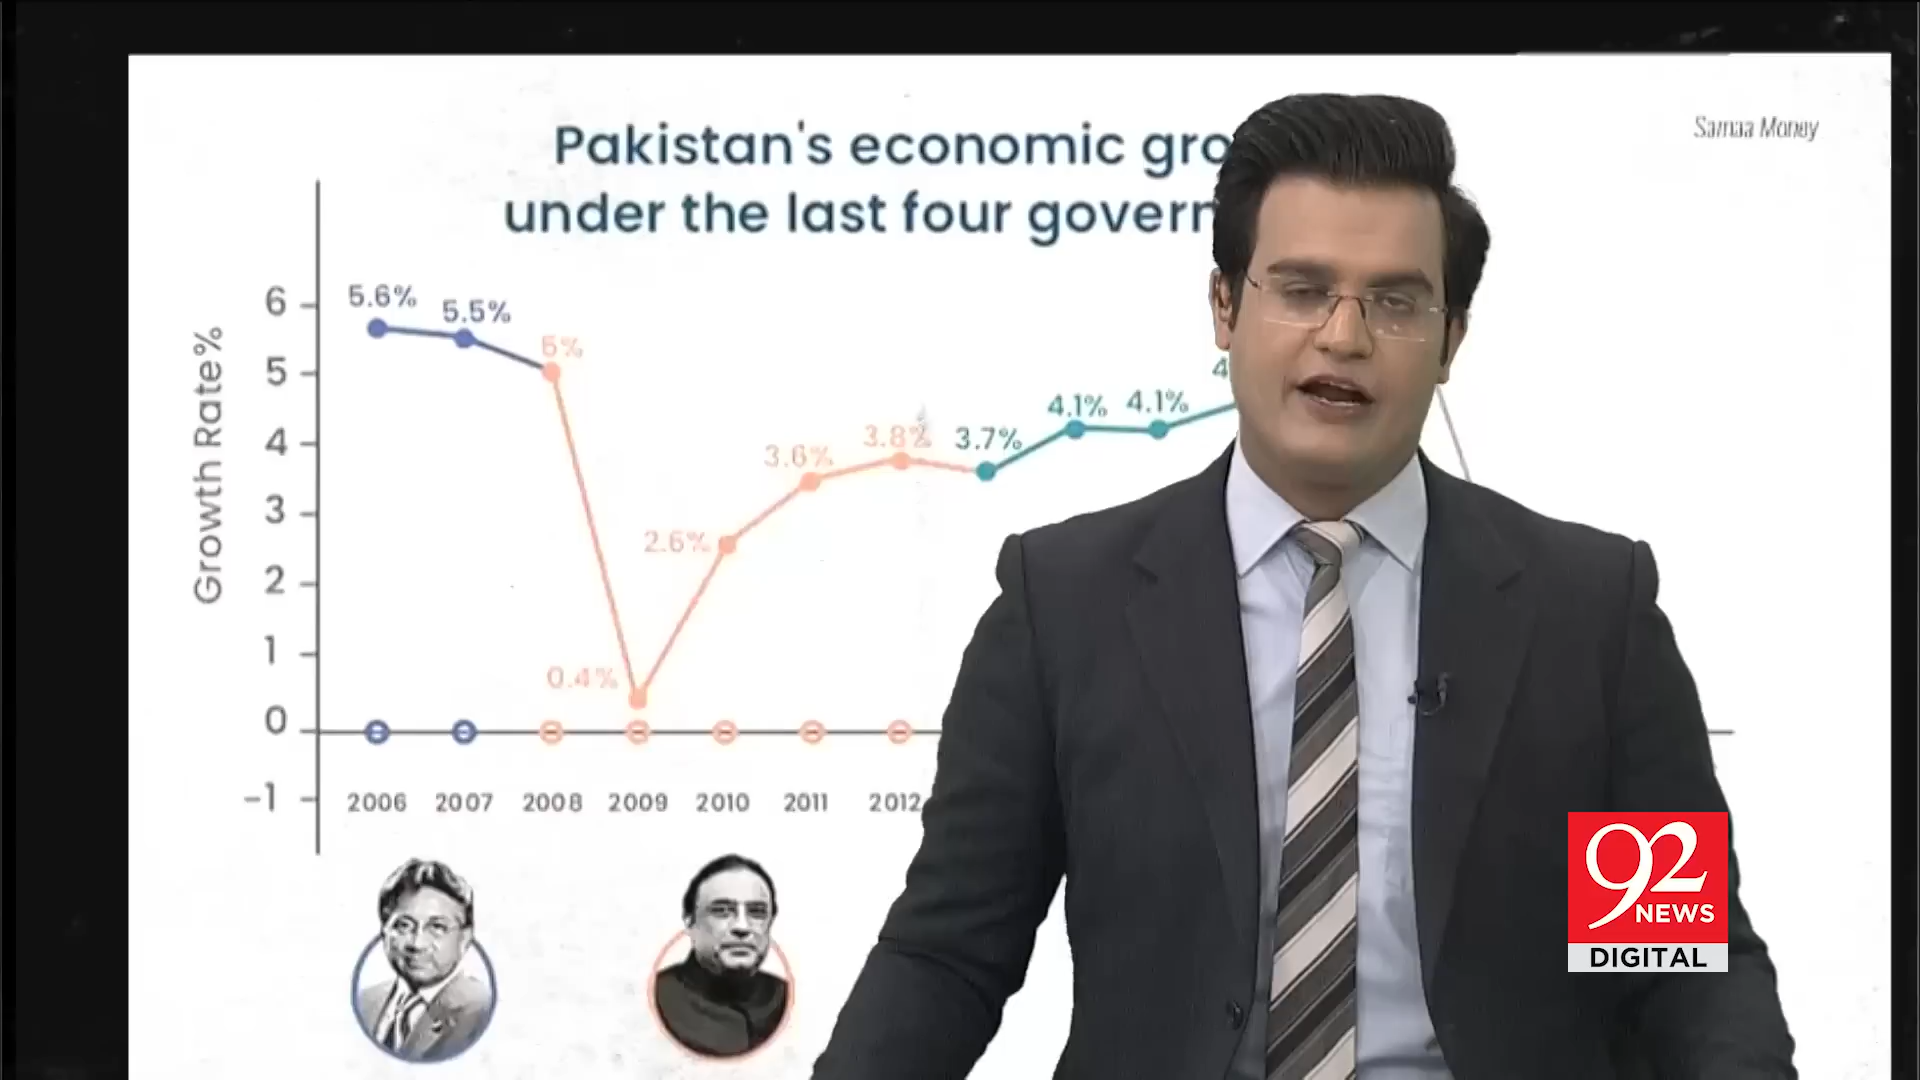 Samaa Money
Pakistan's economic gro
under the last four govern
Growth Rate%
6
5
4
3
2
1
0
-1
5.6%
5.5%
5%
0.4%
2.6%
3.6%
3.8%
3.7%
4.1%
4.1%
4
2006 2007 2008 2009 2010 2011 2012
92
NEWS
DIGITAL